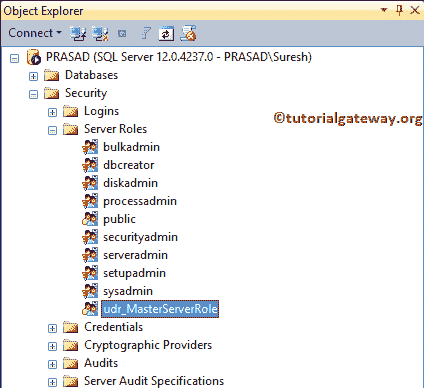 Object Explorer
Connect
PRASAD (SQL Server 12.0.4237.0 - PRASAD\Suresh)
Databases
Security
Logins
Server Roles
©tutorialgateway.org
bulkadmin
dbcreator
diskadmin
processadmin
public
securityadmin
serveradmin
setupadmin
sysadmin
udr_MasterServerRole
Credentials
Cryptographic Providers
Audits
Server Audit Specifications